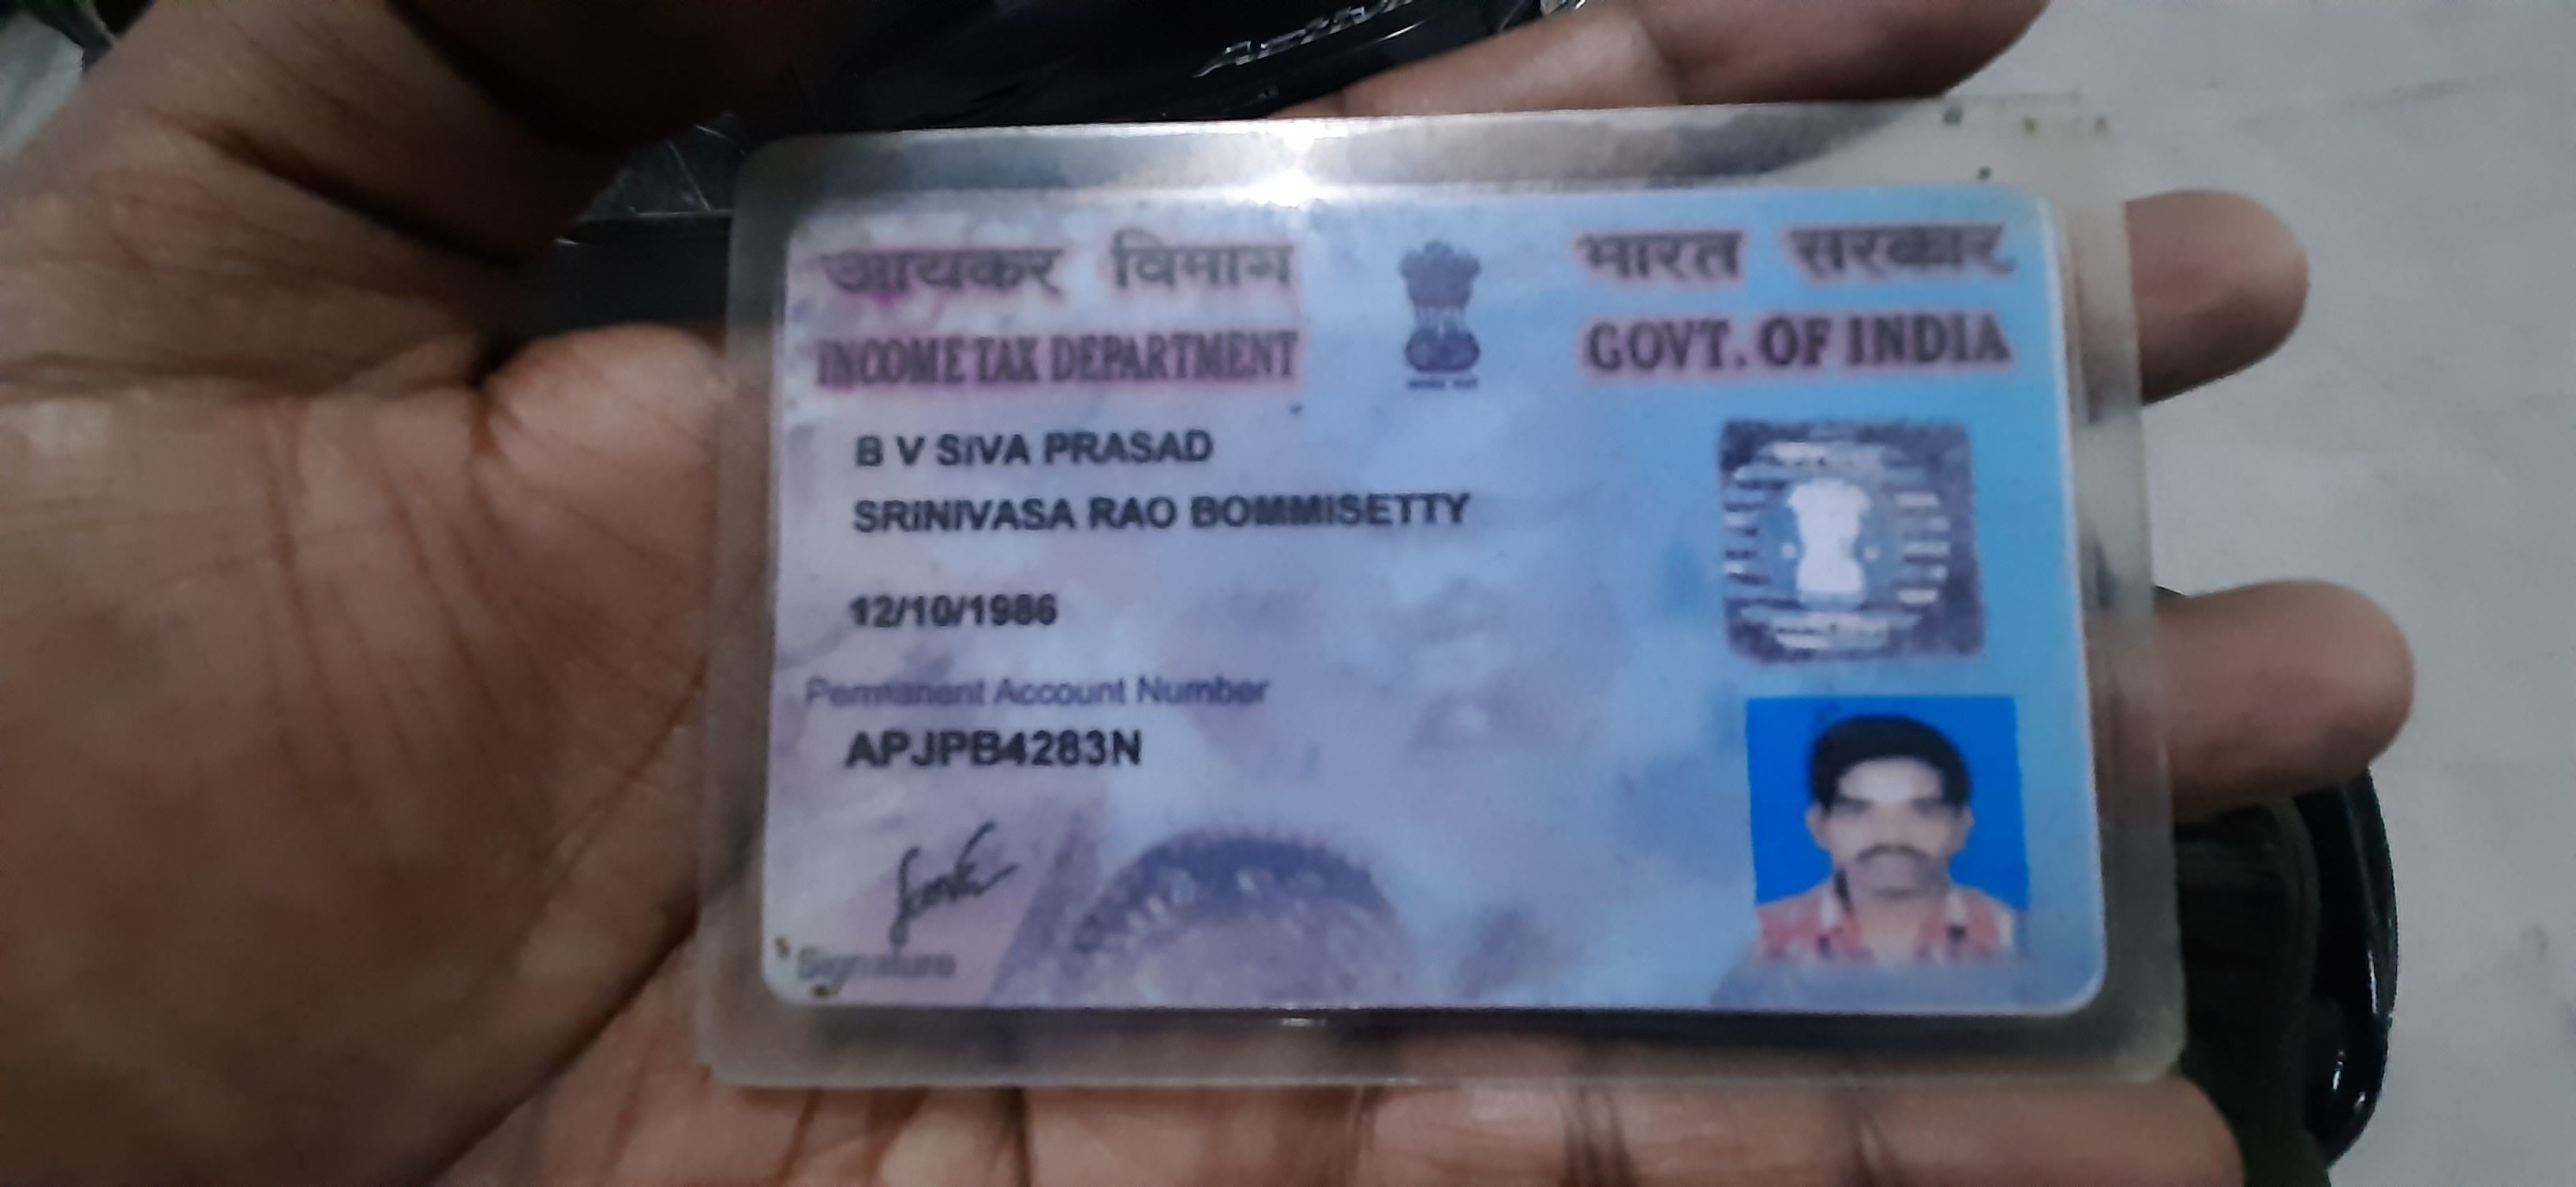 आयकर विभाग
INCOME TAX DEPARTMENT
भारत सरकार
GOVT. OF INDIA
B V SIVA PRASAD
SRINIVASA RAO BOMMISETTY
12/10/1986
Permanent Account Number
APJPB4283N
Signature